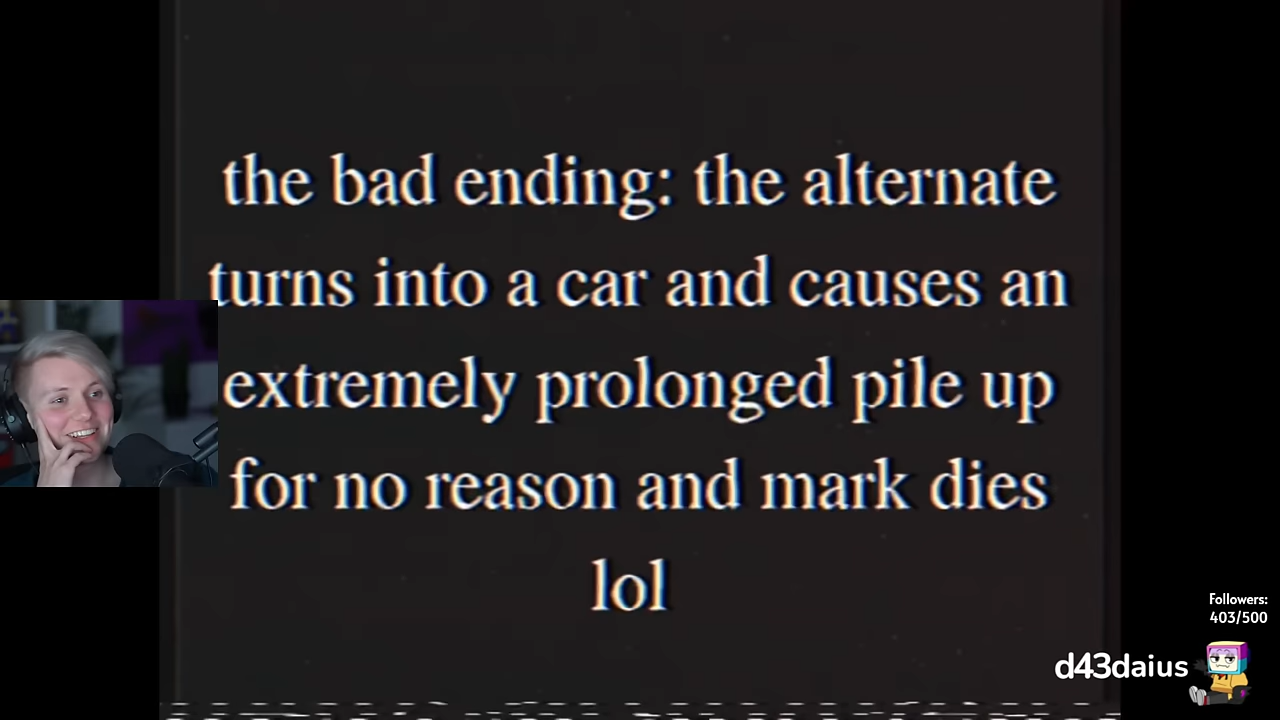 the bad ending: the alternate
turns into a car and causes an
extremely prolonged pile up
for no reason and mark dies
lol
Followers:
403/500
d43daius